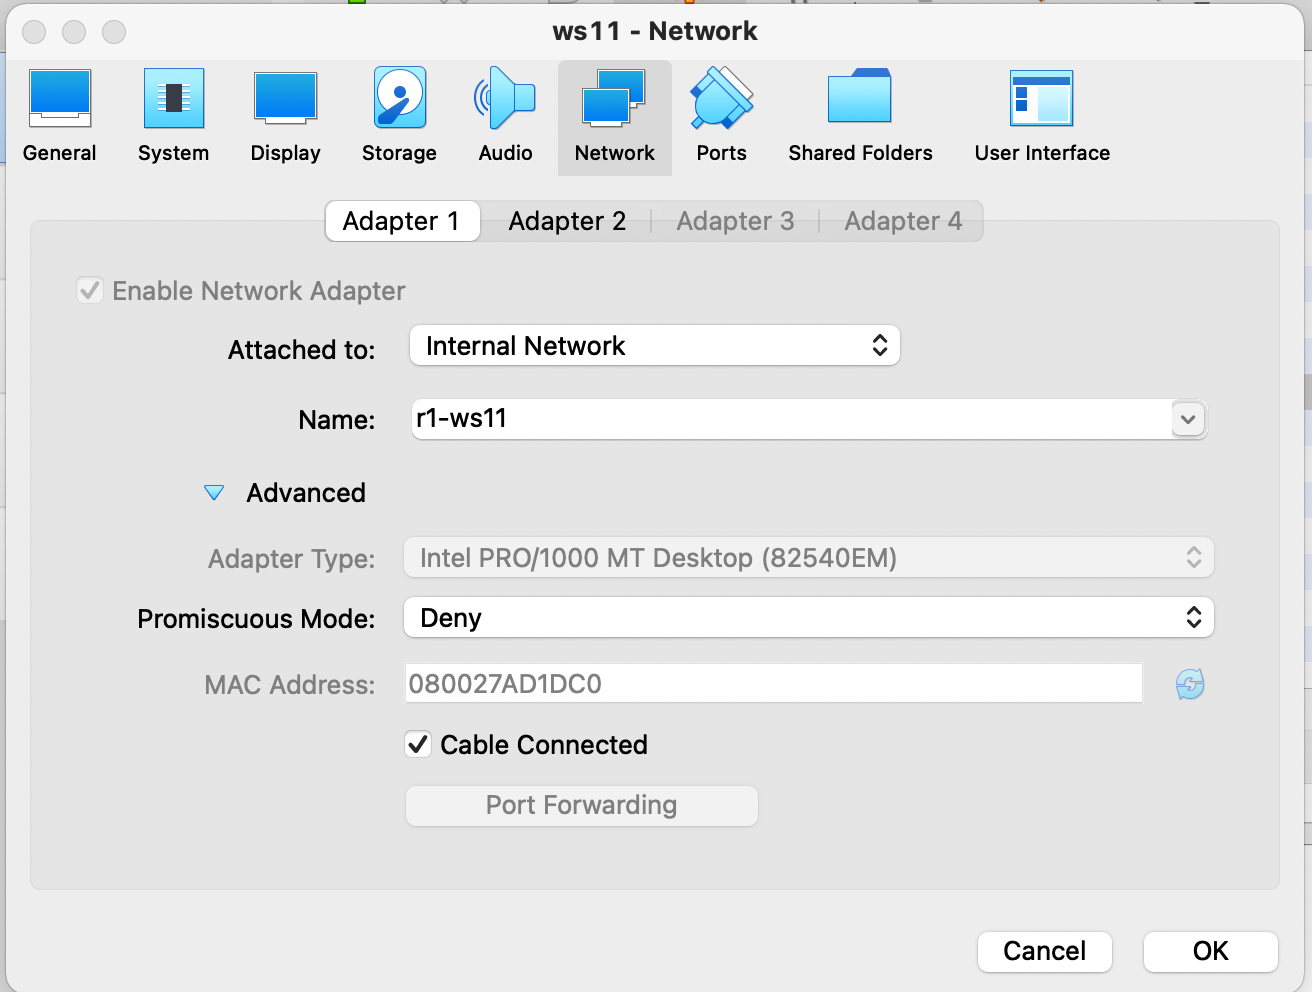 ws11 - Network
General System Display Storage Audio Network Ports Shared Folders User Interface
Adapter 1 Adapter 2 Adapter 3 Adapter 4
Enable Network Adapter
Attached to: Internal Network
Name: r1-ws11
Advanced
Adapter Type: Intel PRO/1000 MT Desktop (82540EM)
Promiscuous Mode: Deny
MAC Address: 080027AD1DC0
Cable Connected
Port Forwarding
Cancel OK